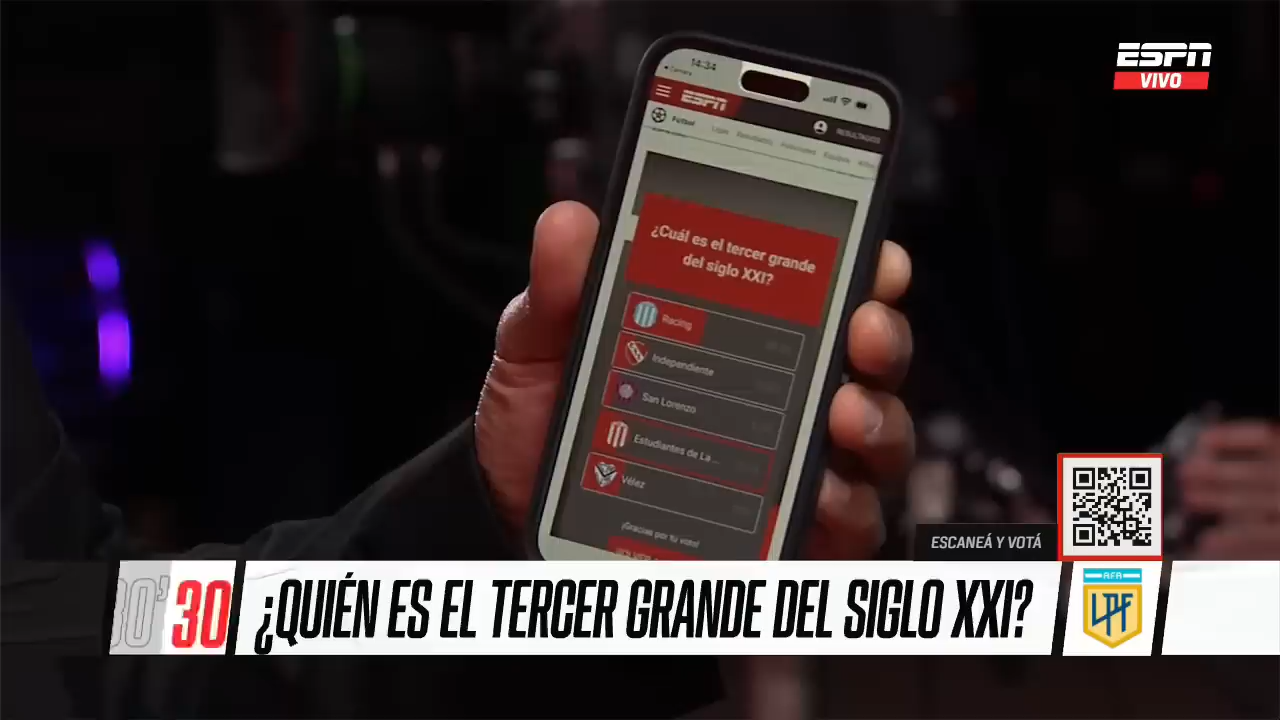 ESPN
VIVO
14:34
ESPN
RESULTADOS
Fútbol
¿Cuál es el tercer grande
del siglo XXI?
Racing
Independiente
San Lorenzo
Estudiantes de La ...
Vélez
¡Gracias por tu voto!
ESCANEÁ Y VOTÁ
30' 30
¿QUIÉN ES EL TERCER GRANDE DEL SIGLO XXI?
AFA
LPF